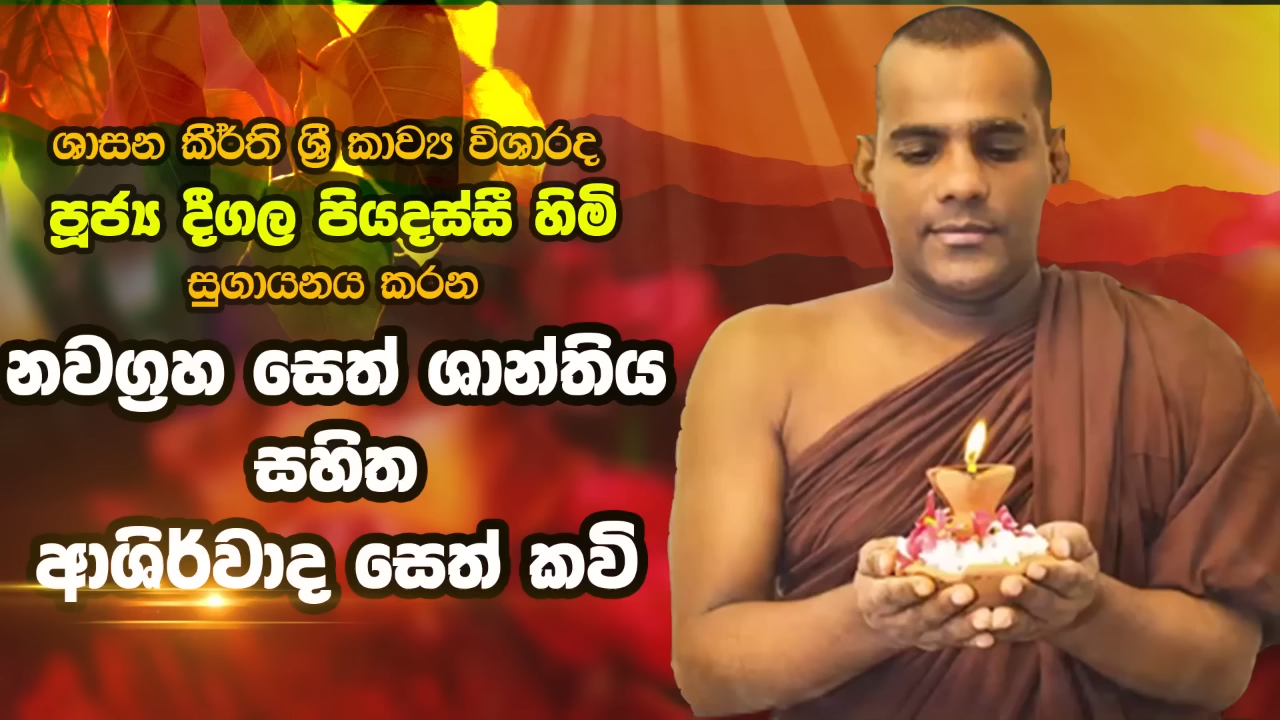 ශාසන කීර්ති ශ්‍රී කාව්‍ය විශාරද
පූජ්‍ය දීගල පියදස්සී හිමි
සුගායනය කරන
නවග්‍රහ සෙත් ශාන්තිය
සහිත
ආශිර්වාද සෙත් කවි